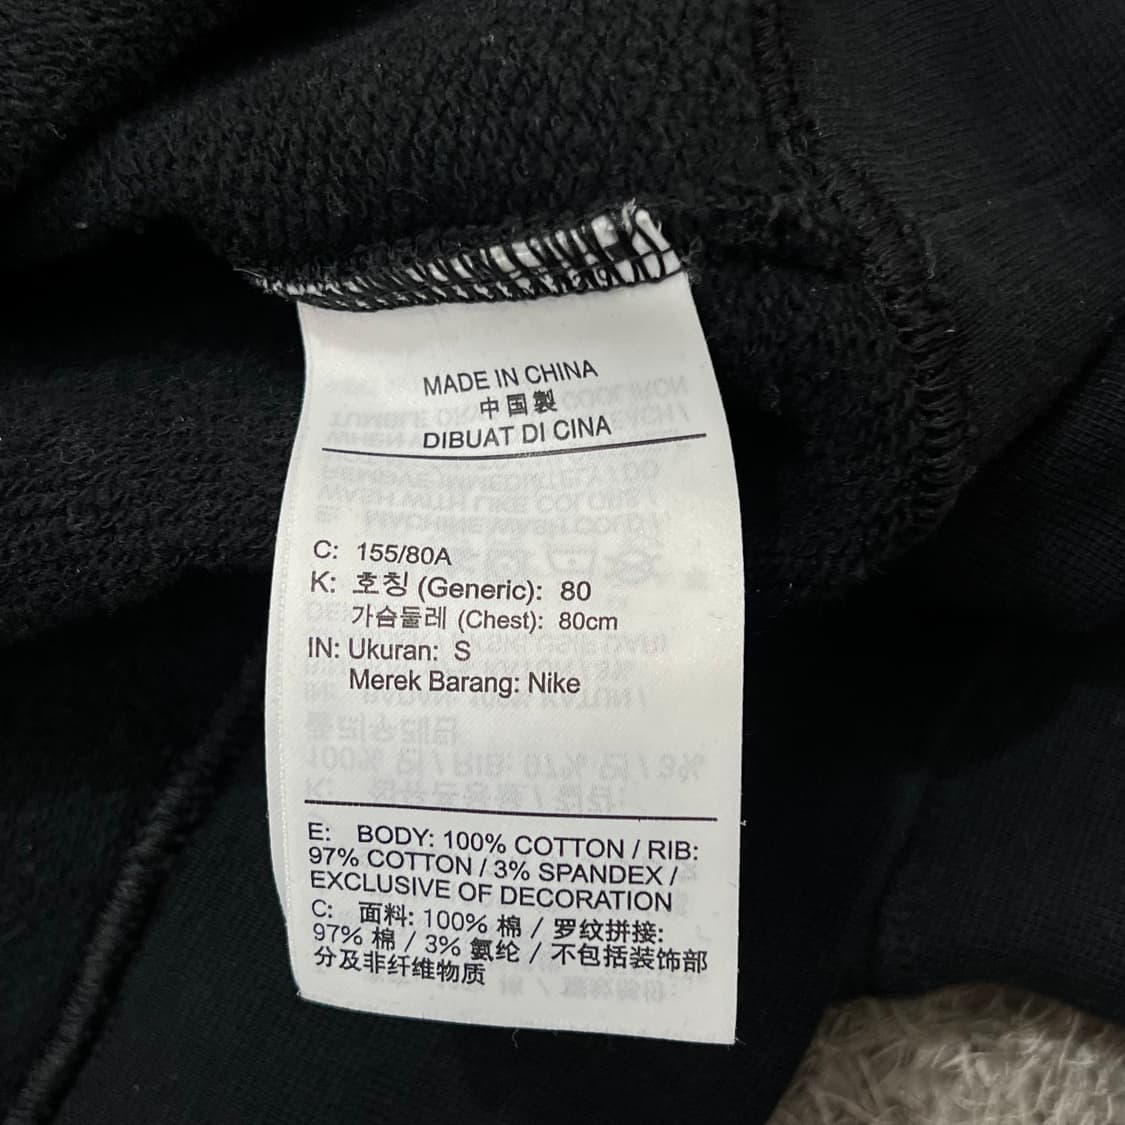 MADE IN CHINA
中国製
DIBUAT DI CINA
C: 155/80A
K: 호칭 (Generic): 80
가슴둘레 (Chest): 80cm
IN: Ukuran: S
Merek Barang: Nike
E: BODY: 100% COTTON / RIB:
97% COTTON / 3% SPANDEX /
EXCLUSIVE OF DECORATION
C: 面料: 100% 棉 / 罗纹拼接:
97% 棉 / 3% 氨纶 / 不包括装饰部
分及非纤维物质